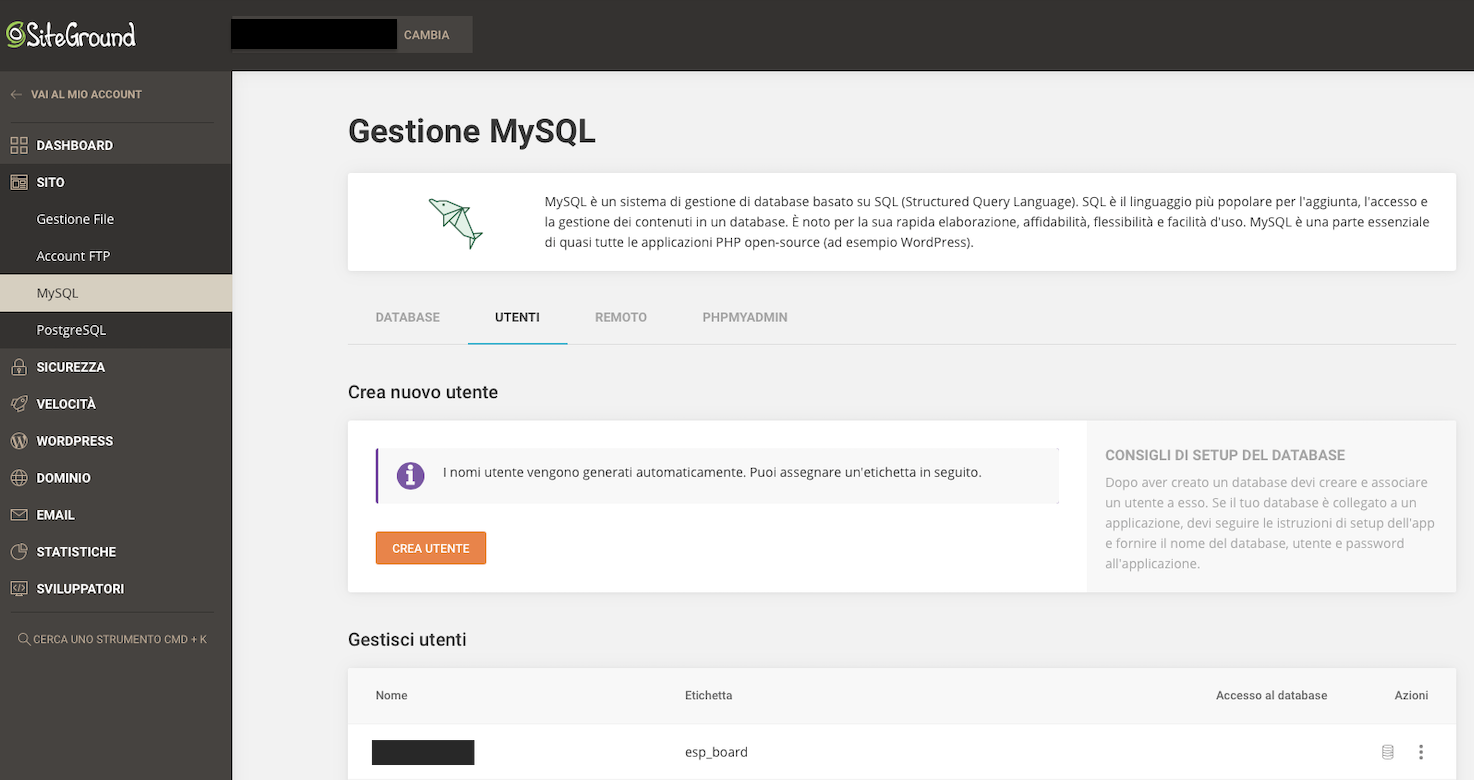 SiteGround
CAMBIA
VAI AL MIO ACCOUNT
DASHBOARD
SITO
Gestione File
Account FTP
MySQL
PostgreSQL
SICUREZZA
VELOCITÀ
WORDPRESS
DOMINIO
EMAIL
STATISTICHE
SVILUPPATORI
CERCA UNO STRUMENTO CMD + K
Gestione MySQL
MySQL è un sistema di gestione di database basato su SQL (Structured Query Language). SQL è il linguaggio più popolare per l'aggiunta, l'accesso e
la gestione dei contenuti in un database. È noto per la sua rapida elaborazione, affidabilità, flessibilità e facilità d'uso. MySQL è una parte essenziale
di quasi tutte le applicazioni PHP open-source (ad esempio WordPress).
DATABASE UTENTI REMOTO PHPMYADMIN
Crea nuovo utente
I nomi utente vengono generati automaticamente. Puoi assegnare un'etichetta in seguito.
CREA UTENTE
CONSIGLI DI SETUP DEL DATABASE
Dopo aver creato un database devi creare e associare
un utente a esso. Se il tuo database è collegato a un
applicazione, devi seguire le istruzioni di setup dell'app
e fornire il nome del database, utente e password
all'applicazione.
Gestisci utenti
Nome Etichetta Accesso al database Azioni
esp_board